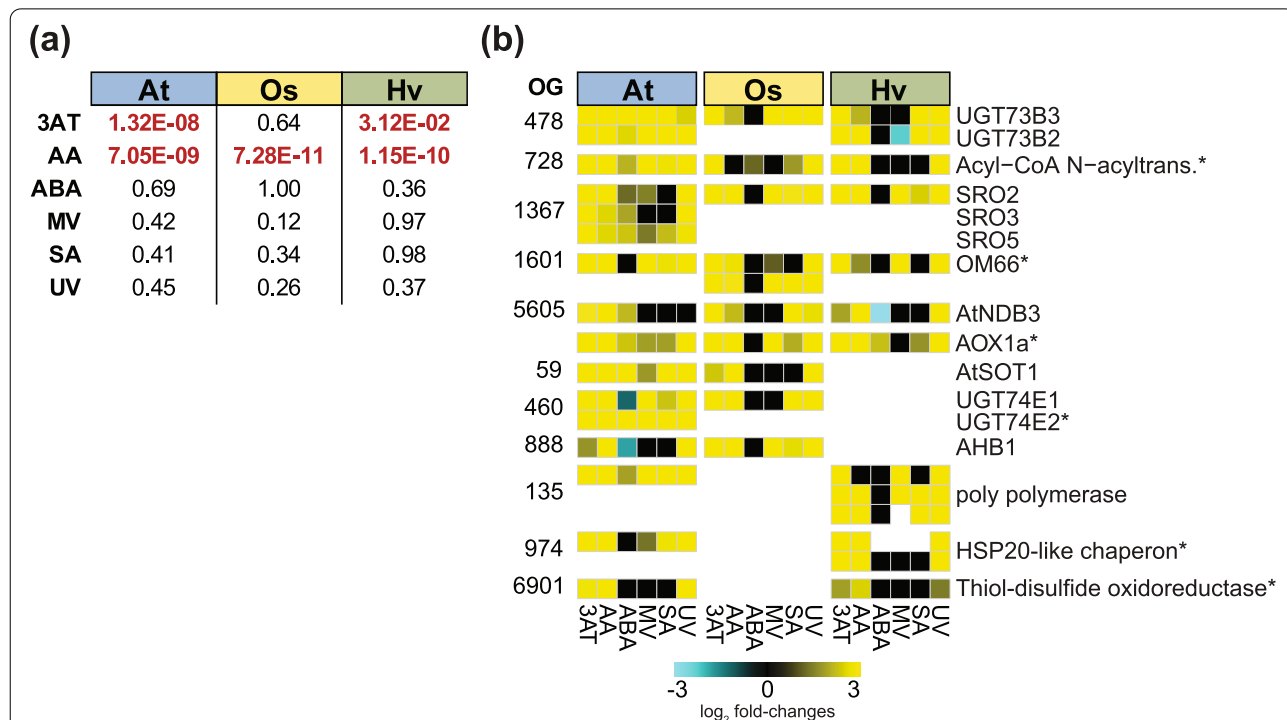 (a)
At Os Hv
3AT 1.32E-08 0.64 3.12E-02
AA 7.05E-09 7.28E-11 1.15E-10
ABA 0.69 1.00 0.36
MV 0.42 0.12 0.97
SA 0.41 0.34 0.98
UV 0.45 0.26 0.37
(b)
OG At Os Hv
478 UGT73B3
UGT73B2
728 Acyl−CoA N−acyltrans.*
1367 SRO2
SRO3
SRO5
1601 OM66*
5605 AtNDB3
AOX1a*
59 AtSOT1
460 UGT74E1
UGT74E2*
888 AHB1
135 poly polymerase
974 HSP20-like chaperon*
6901 Thiol-disulfide oxidoreductase*
3AT AA ABA MV SA UV 3AT AA ABA MV SA UV 3AT AA ABA MV SA UV
-3 0 3
log₂ fold-changes